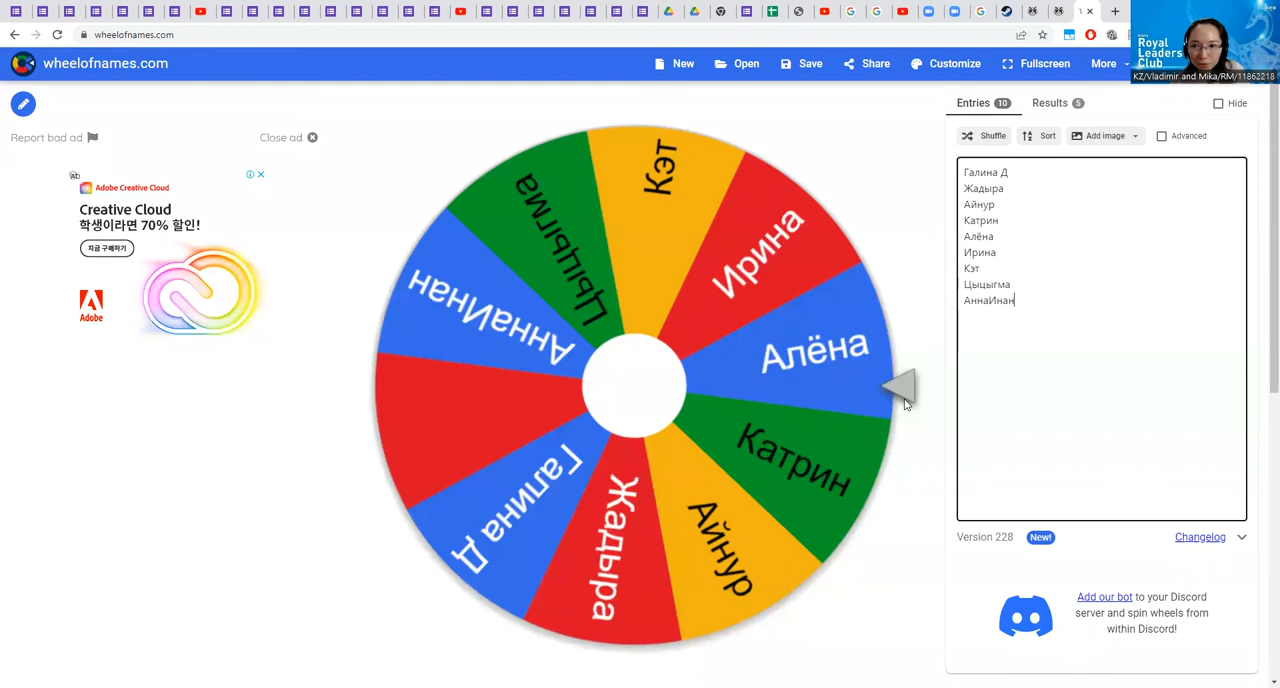 wheelofnames.com
wheelofnames.com
New
Open
Save
Share
Customize
Fullscreen
More
Royal
Leaders
Club
KZ/Vladimir and Mika/RM/11862218
Report bad ad
Close ad
Ad
Adobe Creative Cloud
Creative Cloud
학생이라면 70% 할인!
지금 구매하기
Adobe
Кэт
Ирина
Алёна
Катрин
Айнур
Жадыра
Галина Д
АннаИнан
Цыцыгма
Entries 10
Results 5
Hide
Shuffle
Sort
Add image
Advanced
Галина Д
Жадыра
Айнур
Катрин
Алёна
Ирина
Кэт
Цыцыгма
АннаИнан
Version 228
New!
Changelog
Add our bot to your Discord
server and spin wheels from
within Discord!